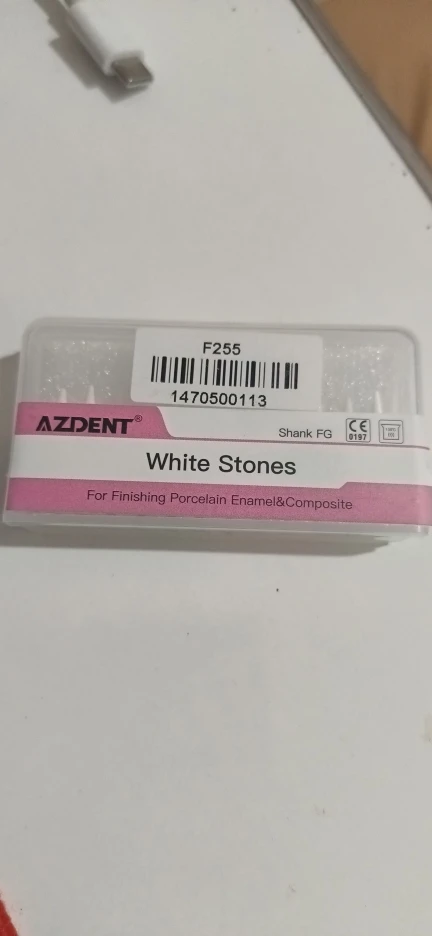 F255
1470500113
AZDENT®
Shank FG
CE
0197
White Stones
For Finishing Porcelain Enamel&Composite